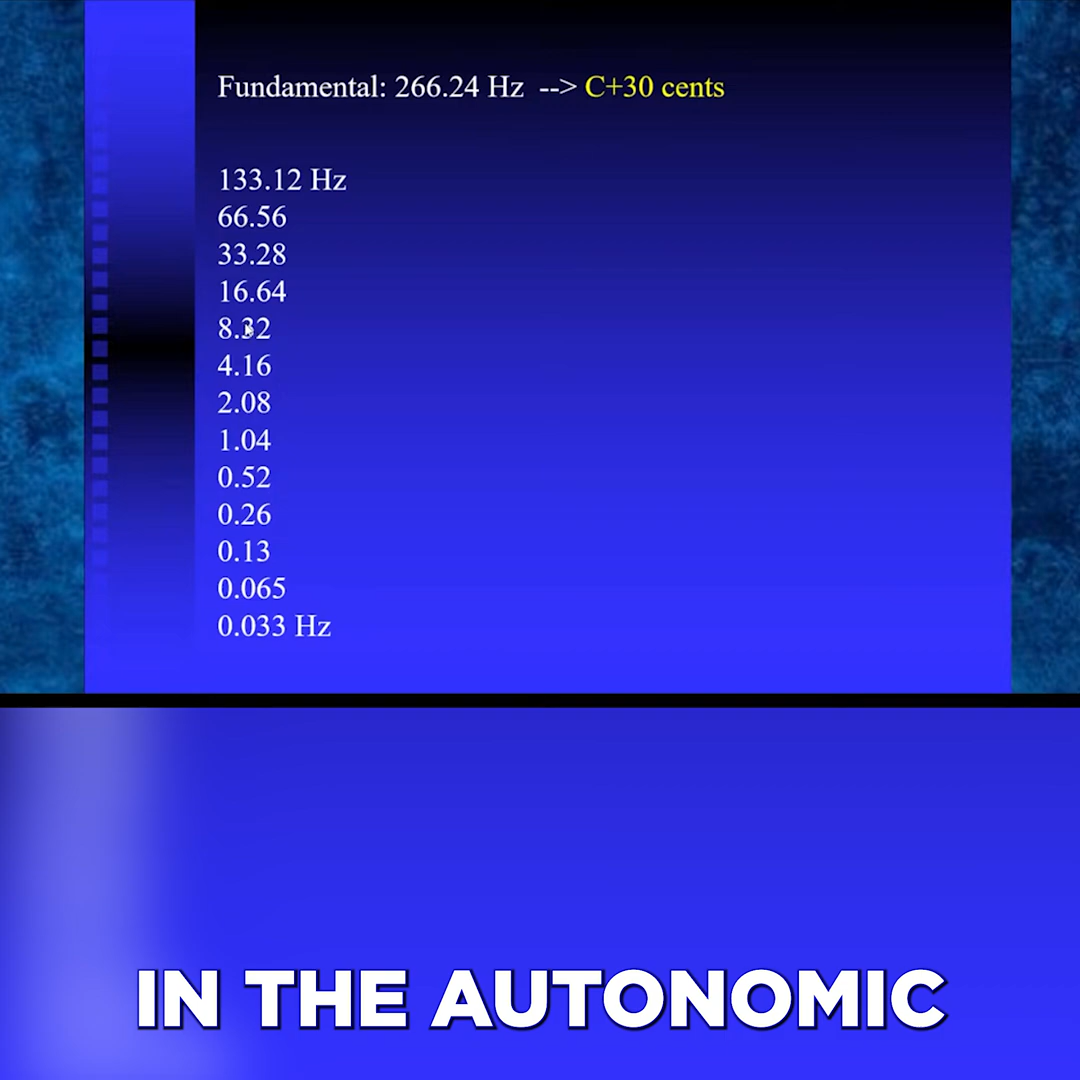 Fundamental: 266.24 Hz --> C+30 cents
133.12 Hz
66.56
33.28
16.64
8.32
4.16
2.08
1.04
0.52
0.26
0.13
0.065
0.033 Hz
IN THE AUTONOMIC